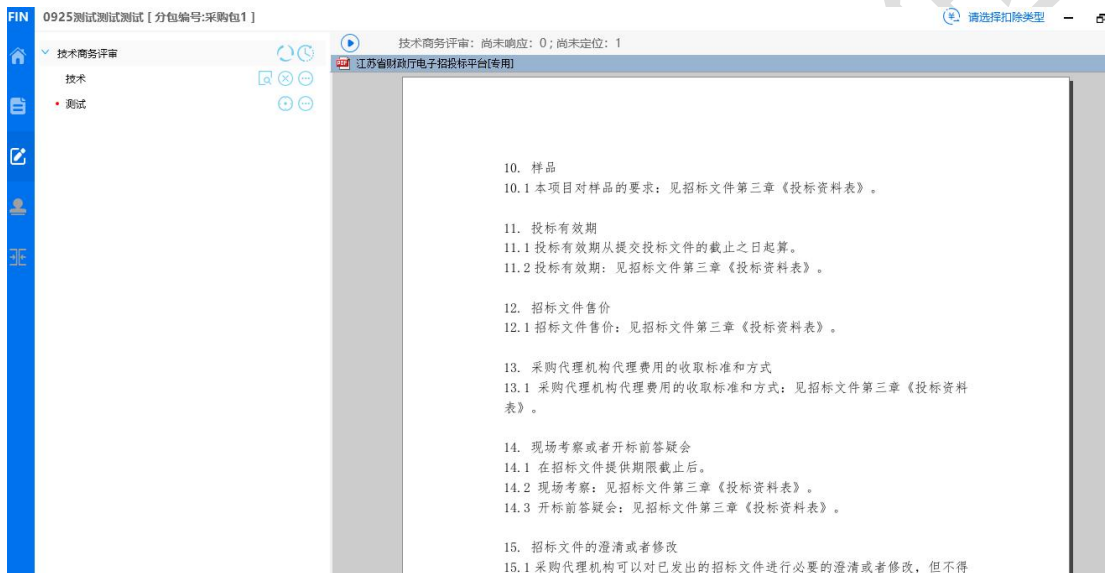 FIN 0925测试测试测试 [ 分包编号:采购包1 ] 请选择扣除类型
技术商务评审
技术
测试
技术商务评审: 尚未响应: 0 ; 尚未定位: 1
江苏省财政厅电子招投标平台[专用]
10. 样品
10.1 本项目对样品的要求: 见招标文件第三章《投标资料表》。
11. 投标有效期
11.1 投标有效期从提交投标文件的截止之日起算。
11.2 投标有效期: 见招标文件第三章《投标资料表》。
12. 招标文件售价
12.1 招标文件售价: 见招标文件第三章《投标资料表》。
13. 采购代理机构代理费用的收取标准和方式
13.1 采购代理机构代理费用的收取标准和方式: 见招标文件第三章《投标资料
表》。
14. 现场考察或者开标前答疑会
14.1 在招标文件提供期限截止后。
14.2 现场考察: 见招标文件第三章《投标资料表》。
14.3 开标前答疑会: 见招标文件第三章《投标资料表》。
15. 招标文件的澄清或者修改
15.1 采购代理机构可以对已发出的招标文件进行必要的澄清或者修改, 但不得